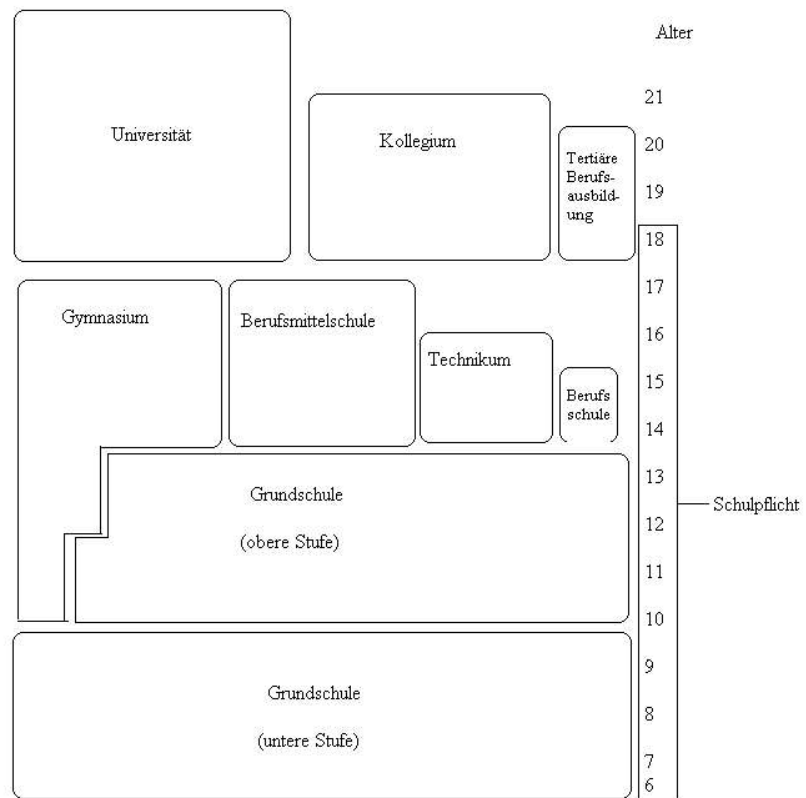 Alter
21
Universität
Kollegium
20
Tertiäre
Berufs-
ausbild-
ung
19
18
17
Gymnasium
Berufsmittelschule
16
Technikum
15
Berufs
schule
14
13
Grundschule
(obere Stufe)
Schulpflicht
12
11
10
9
Grundschule
(untere Stufe)
8
7
6